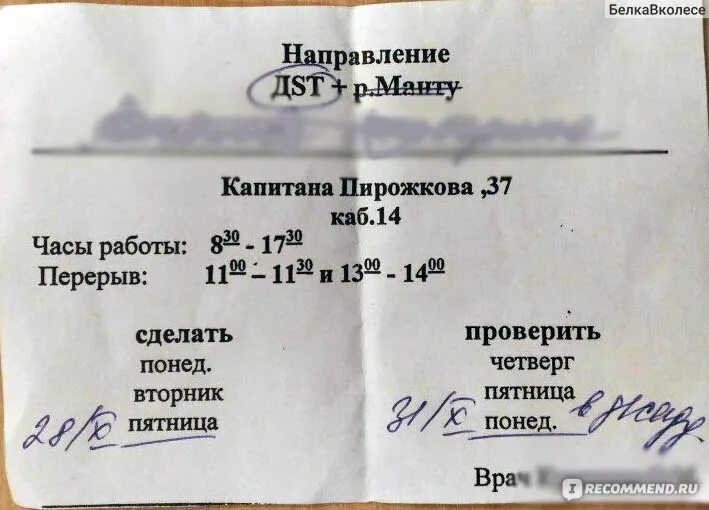 БелкаВколесе
Направление
ДST + р.Манту
Капитана Пирожкова ,37
каб.14
Часы работы: 8³⁰ - 17³⁰
Перерыв: 11⁰⁰ – 11³⁰ и 13⁰⁰ - 14⁰⁰
сделать
понед.
вторник
28/X пятница
проверить
четверг
пятница
31/X понед. в
Врач
IRECOMMEND.RU